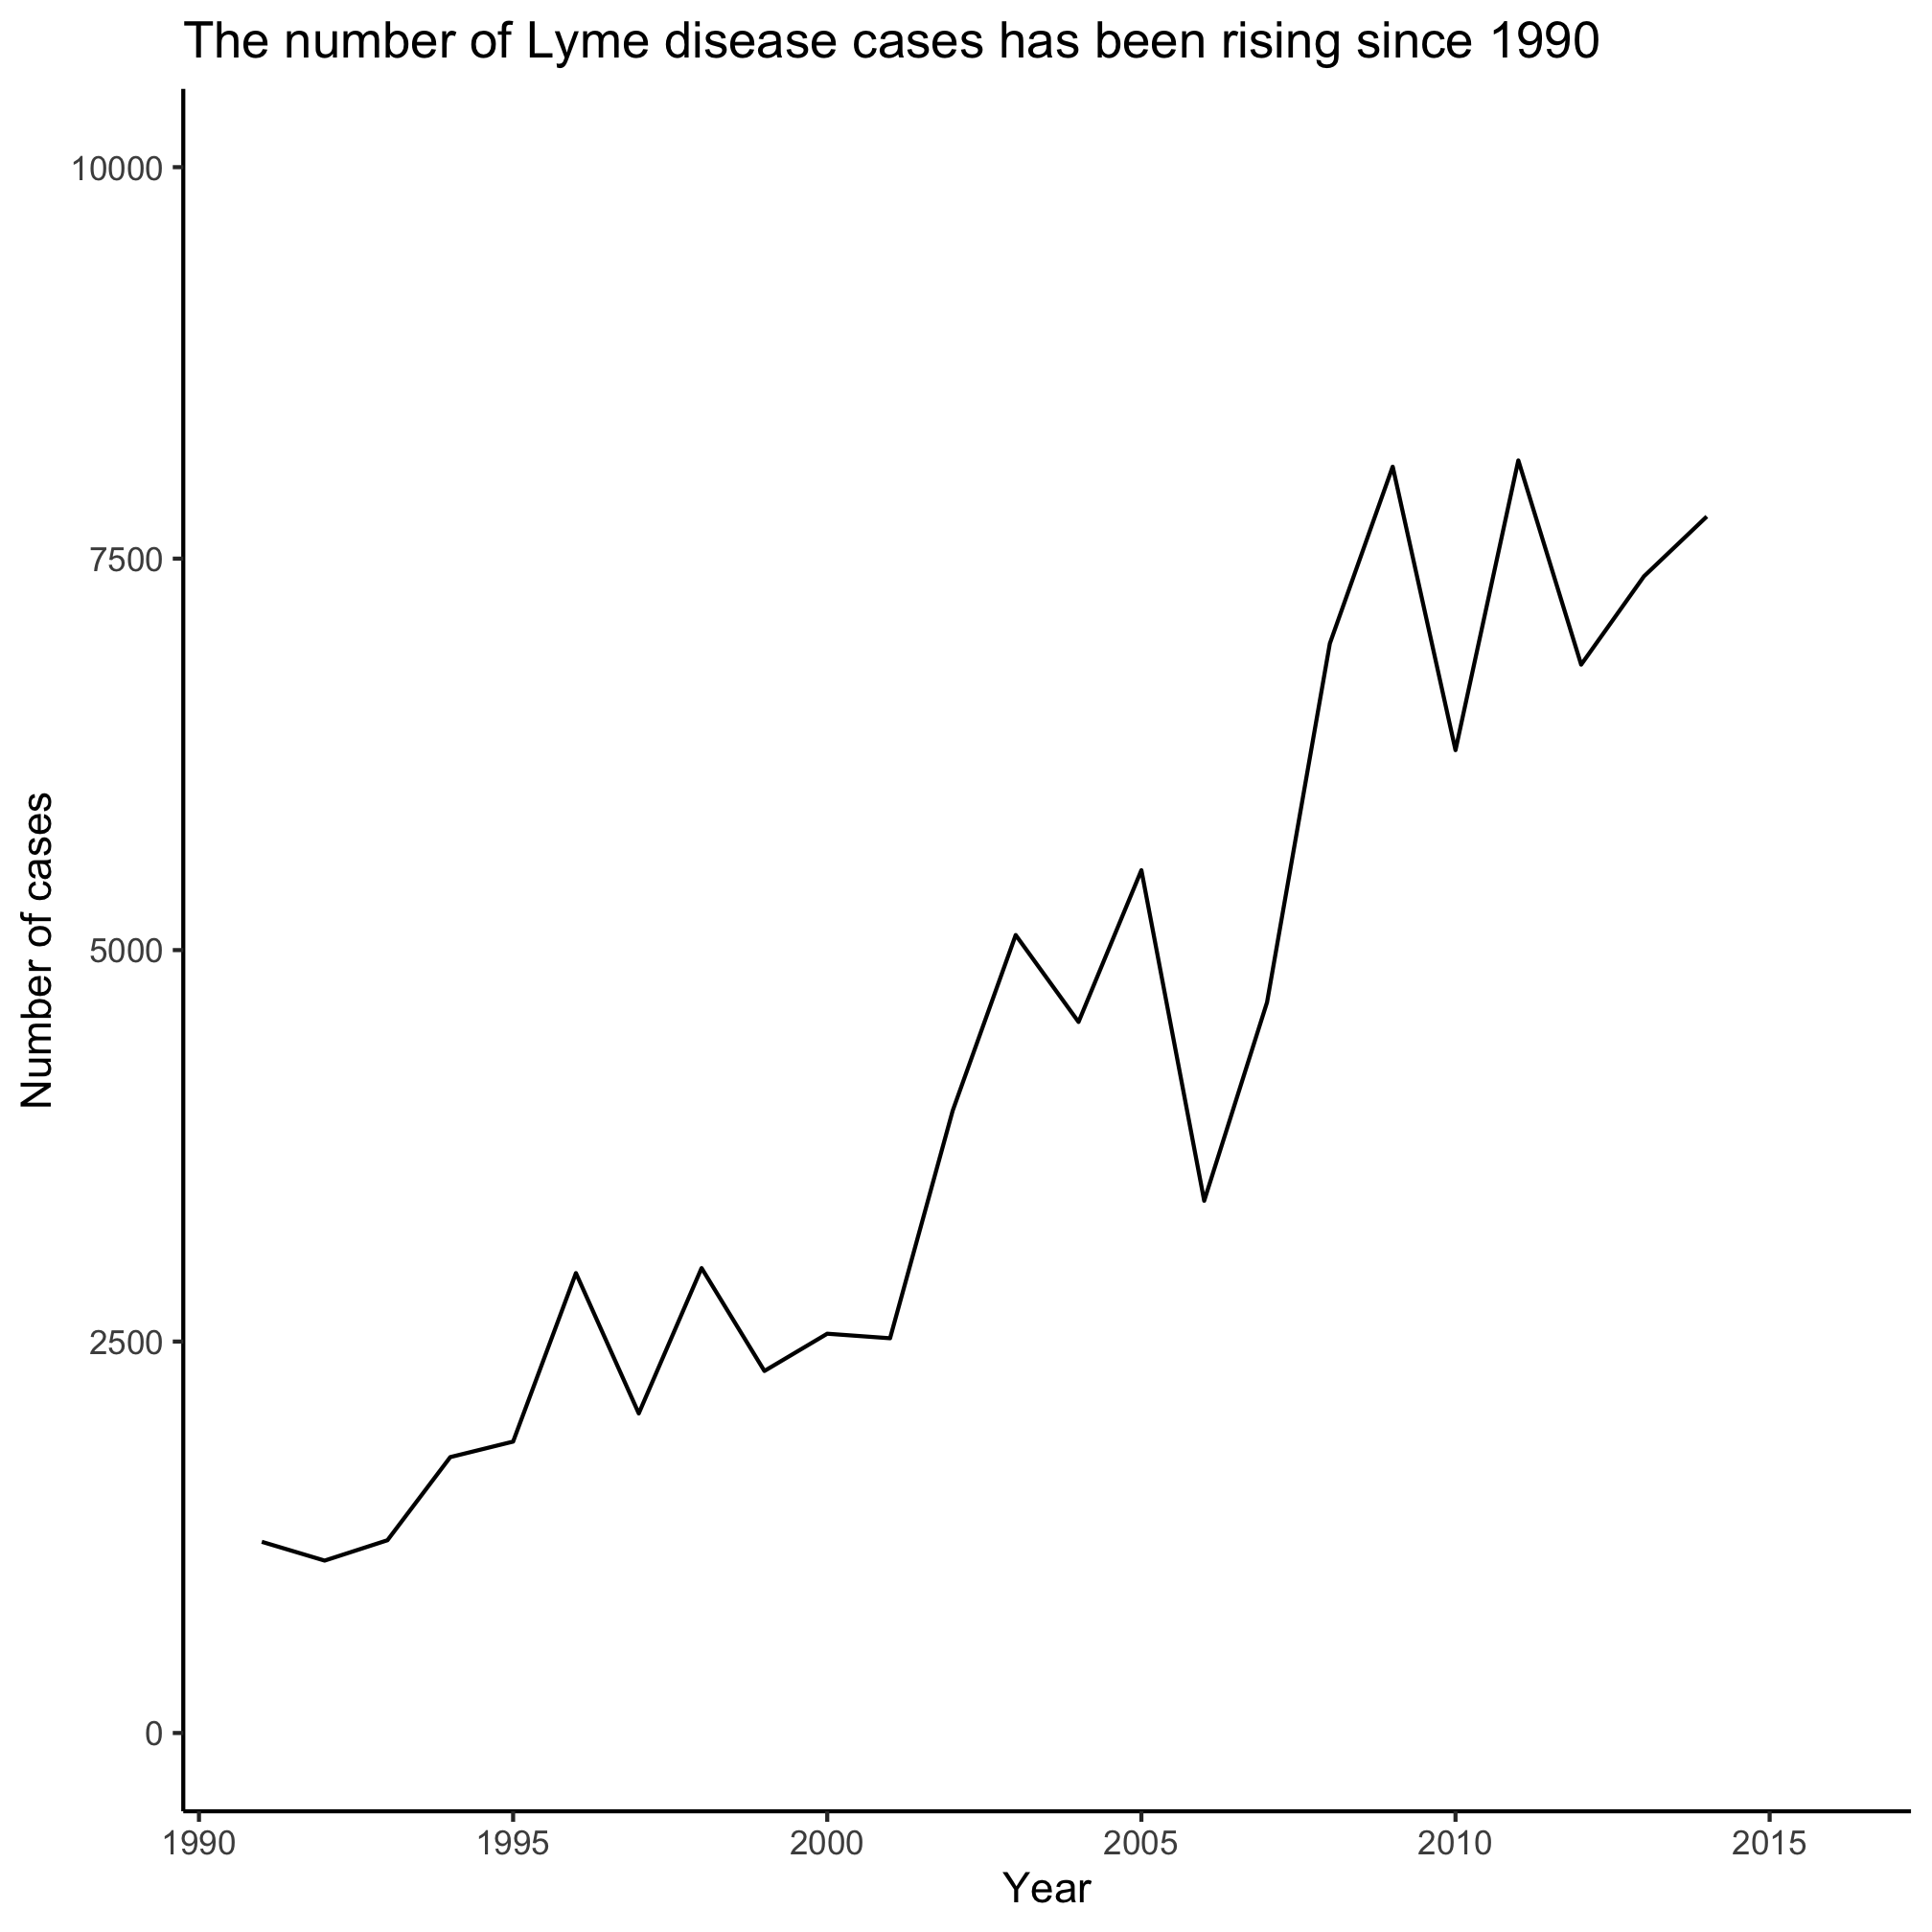 The number of Lyme disease cases has been rising since 1990
10000
7500
5000
2500
0
Number of cases
1990 1995 2000 2005 2010 2015
Year